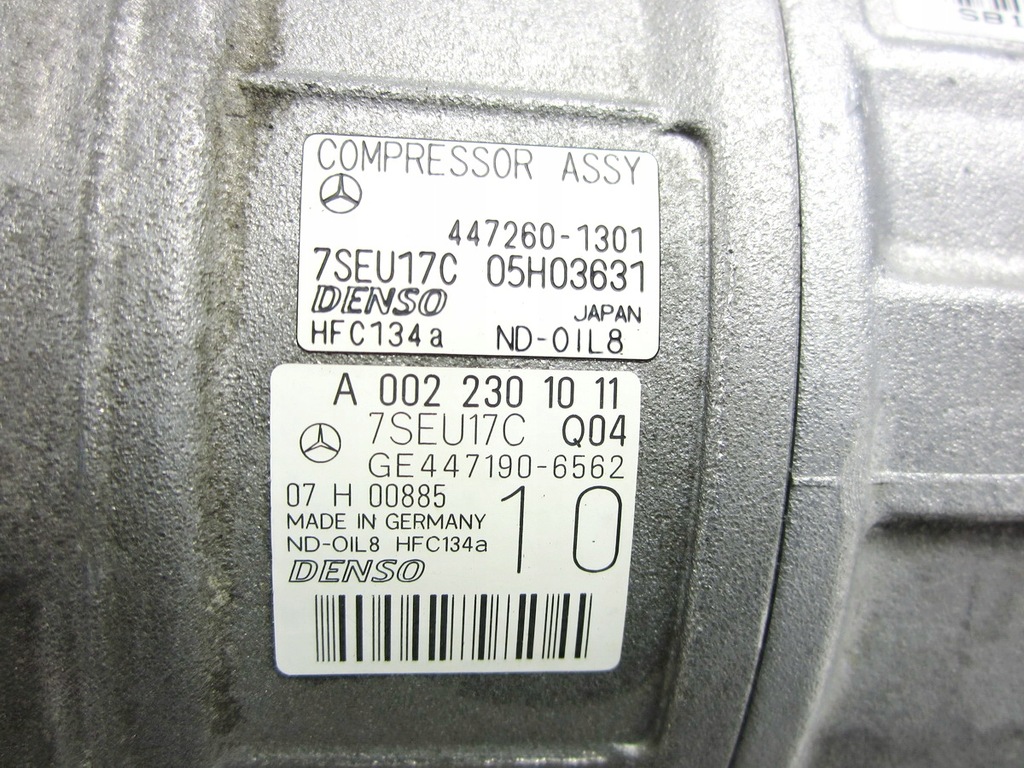 COMPRESSOR ASSY
447260-1301
7SEU17C 05H03631
DENSO JAPAN
HFC134a ND-OIL8
A 002 230 10 11
7SEU17C Q04
GE447190-6562
07 H 00885
10
MADE IN GERMANY
ND-OIL8 HFC134a
DENSO